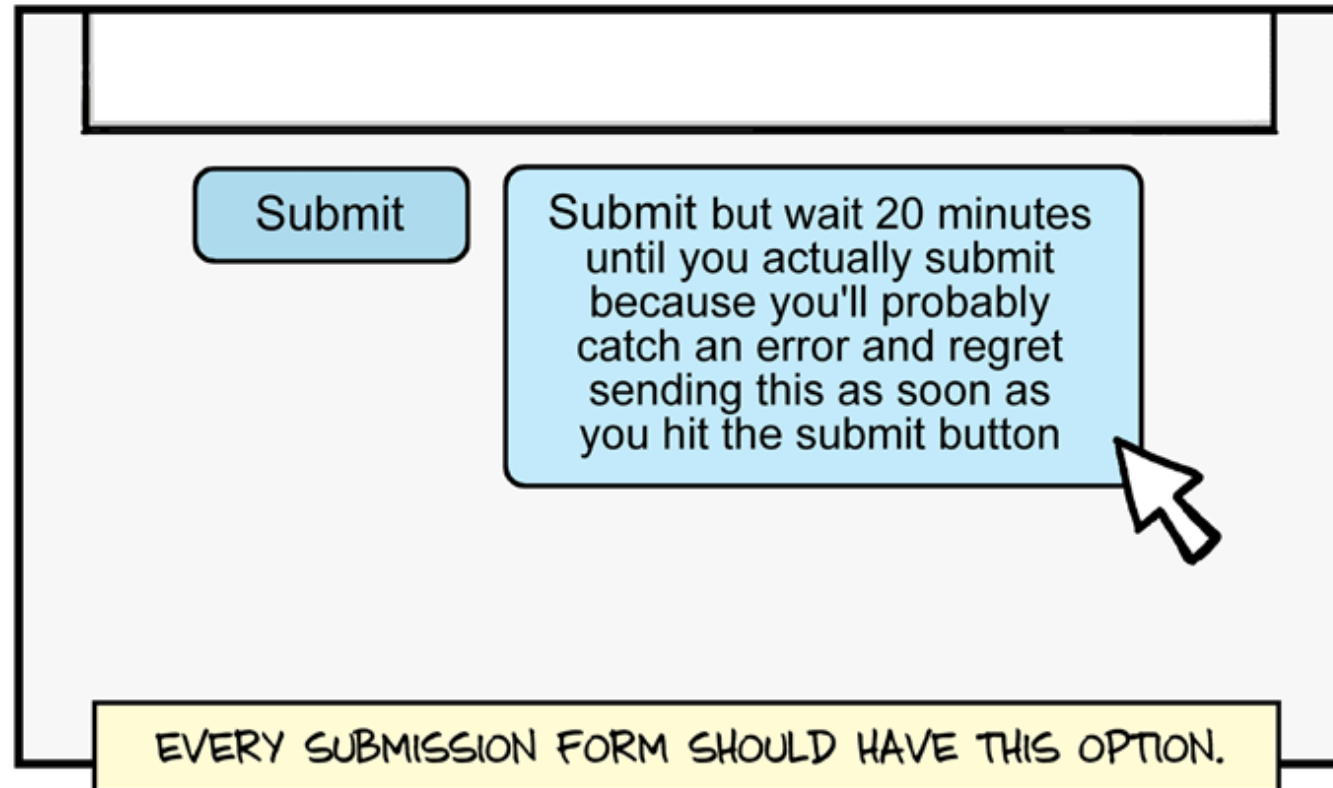 Submit
Submit but wait 20 minutes
until you actually submit
because you'll probably
catch an error and regret
sending this as soon as
you hit the submit button
EVERY SUBMISSION FORM SHOULD HAVE THIS OPTION.